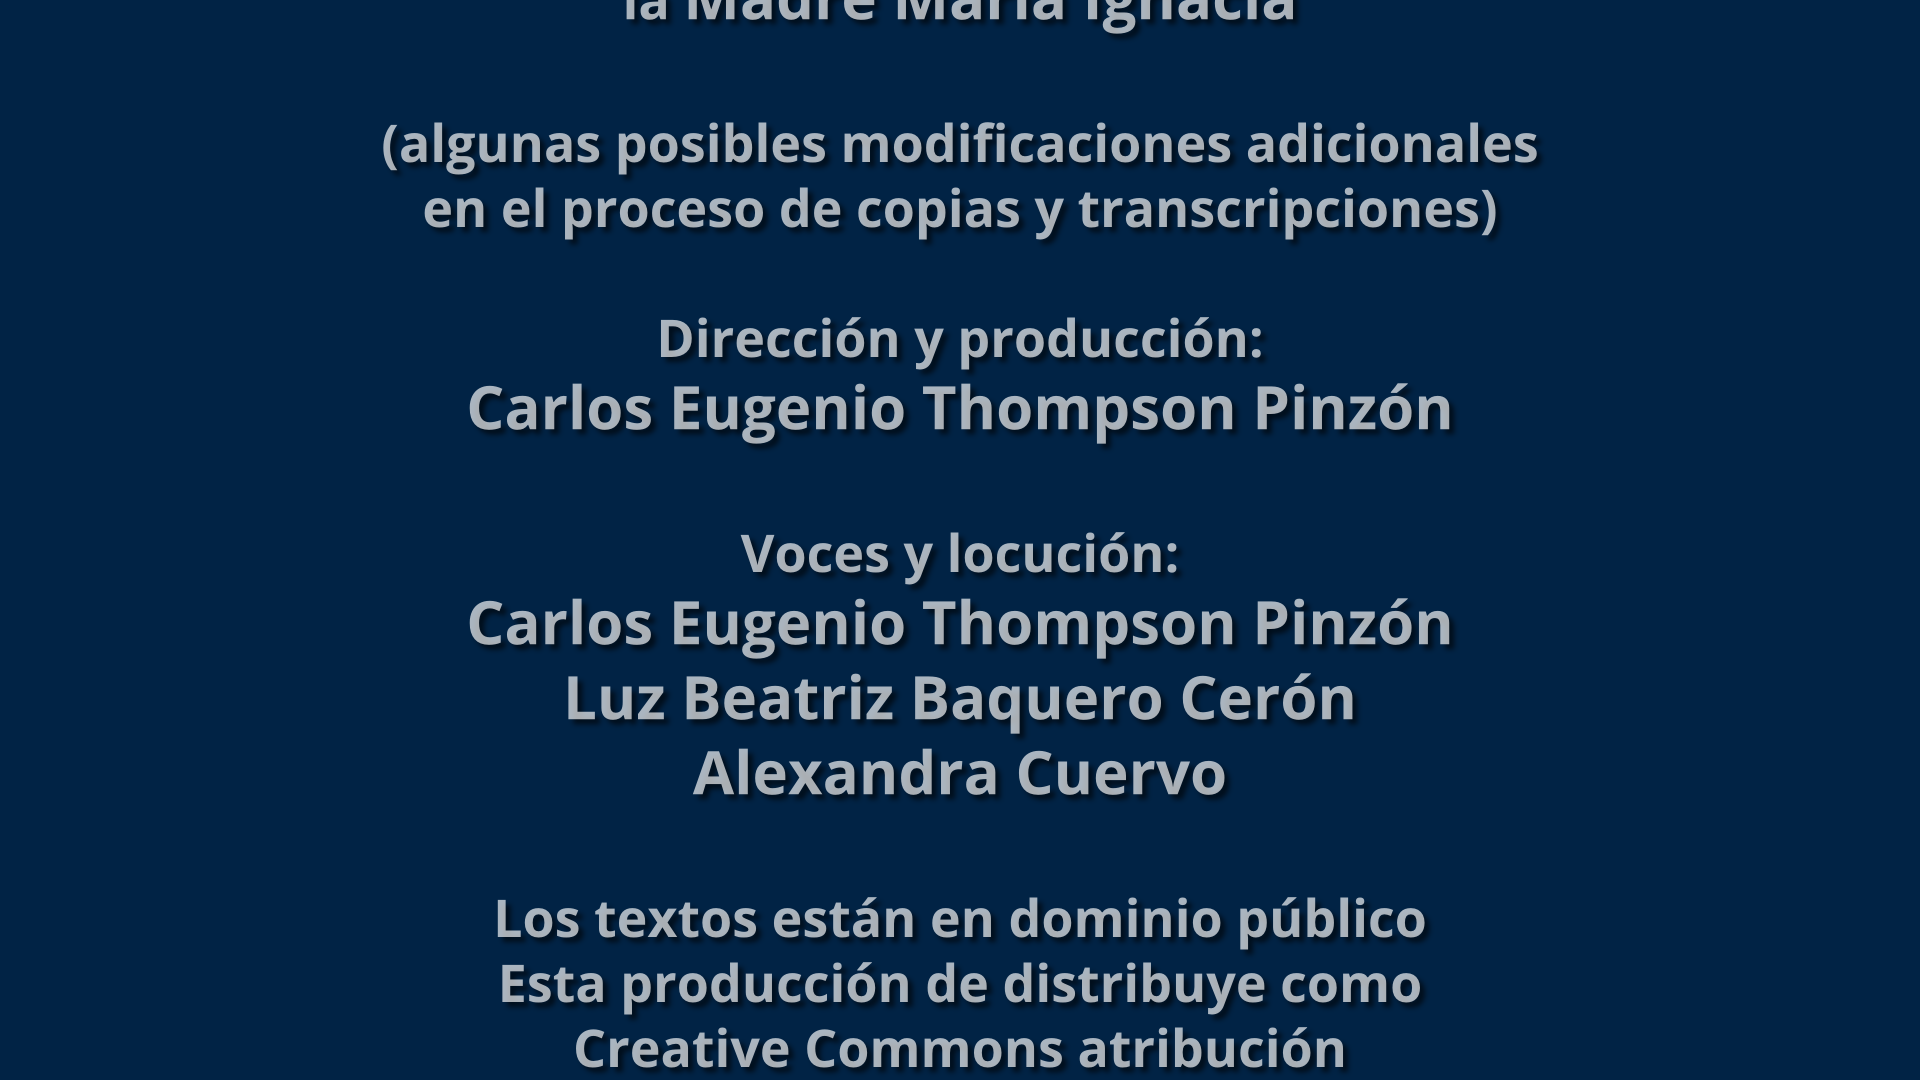 la Madre María Ignacia
(algunas posibles modificaciones adicionales
en el proceso de copias y transcripciones)
Dirección y producción:
Carlos Eugenio Thompson Pinzón
Voces y locución:
Carlos Eugenio Thompson Pinzón
Luz Beatriz Baquero Cerón
Alexandra Cuervo
Los textos están en dominio público
Esta producción de distribuye como
Creative Commons atribución